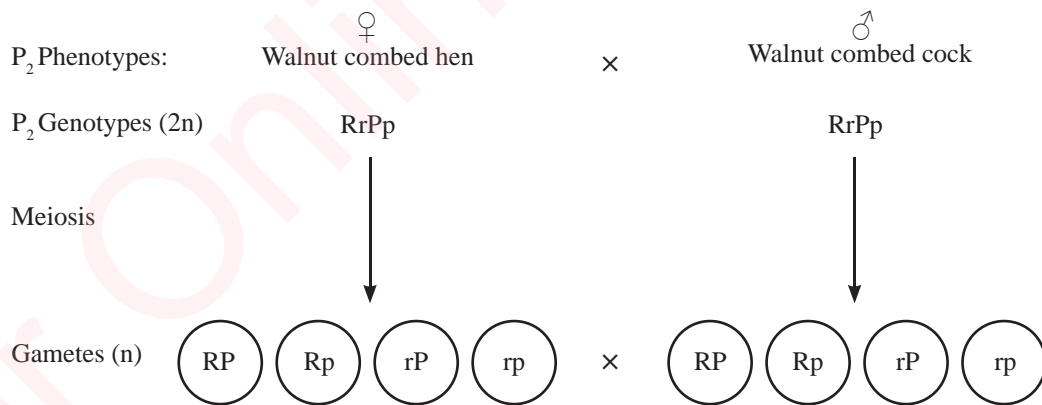 ♀ ♂
P₂ Phenotypes: Walnut combed hen × Walnut combed cock
P₂ Genotypes (2n) RrPp RrPp
Meiosis
Gametes (n) RP Rp rP rp × RP Rp rP rp